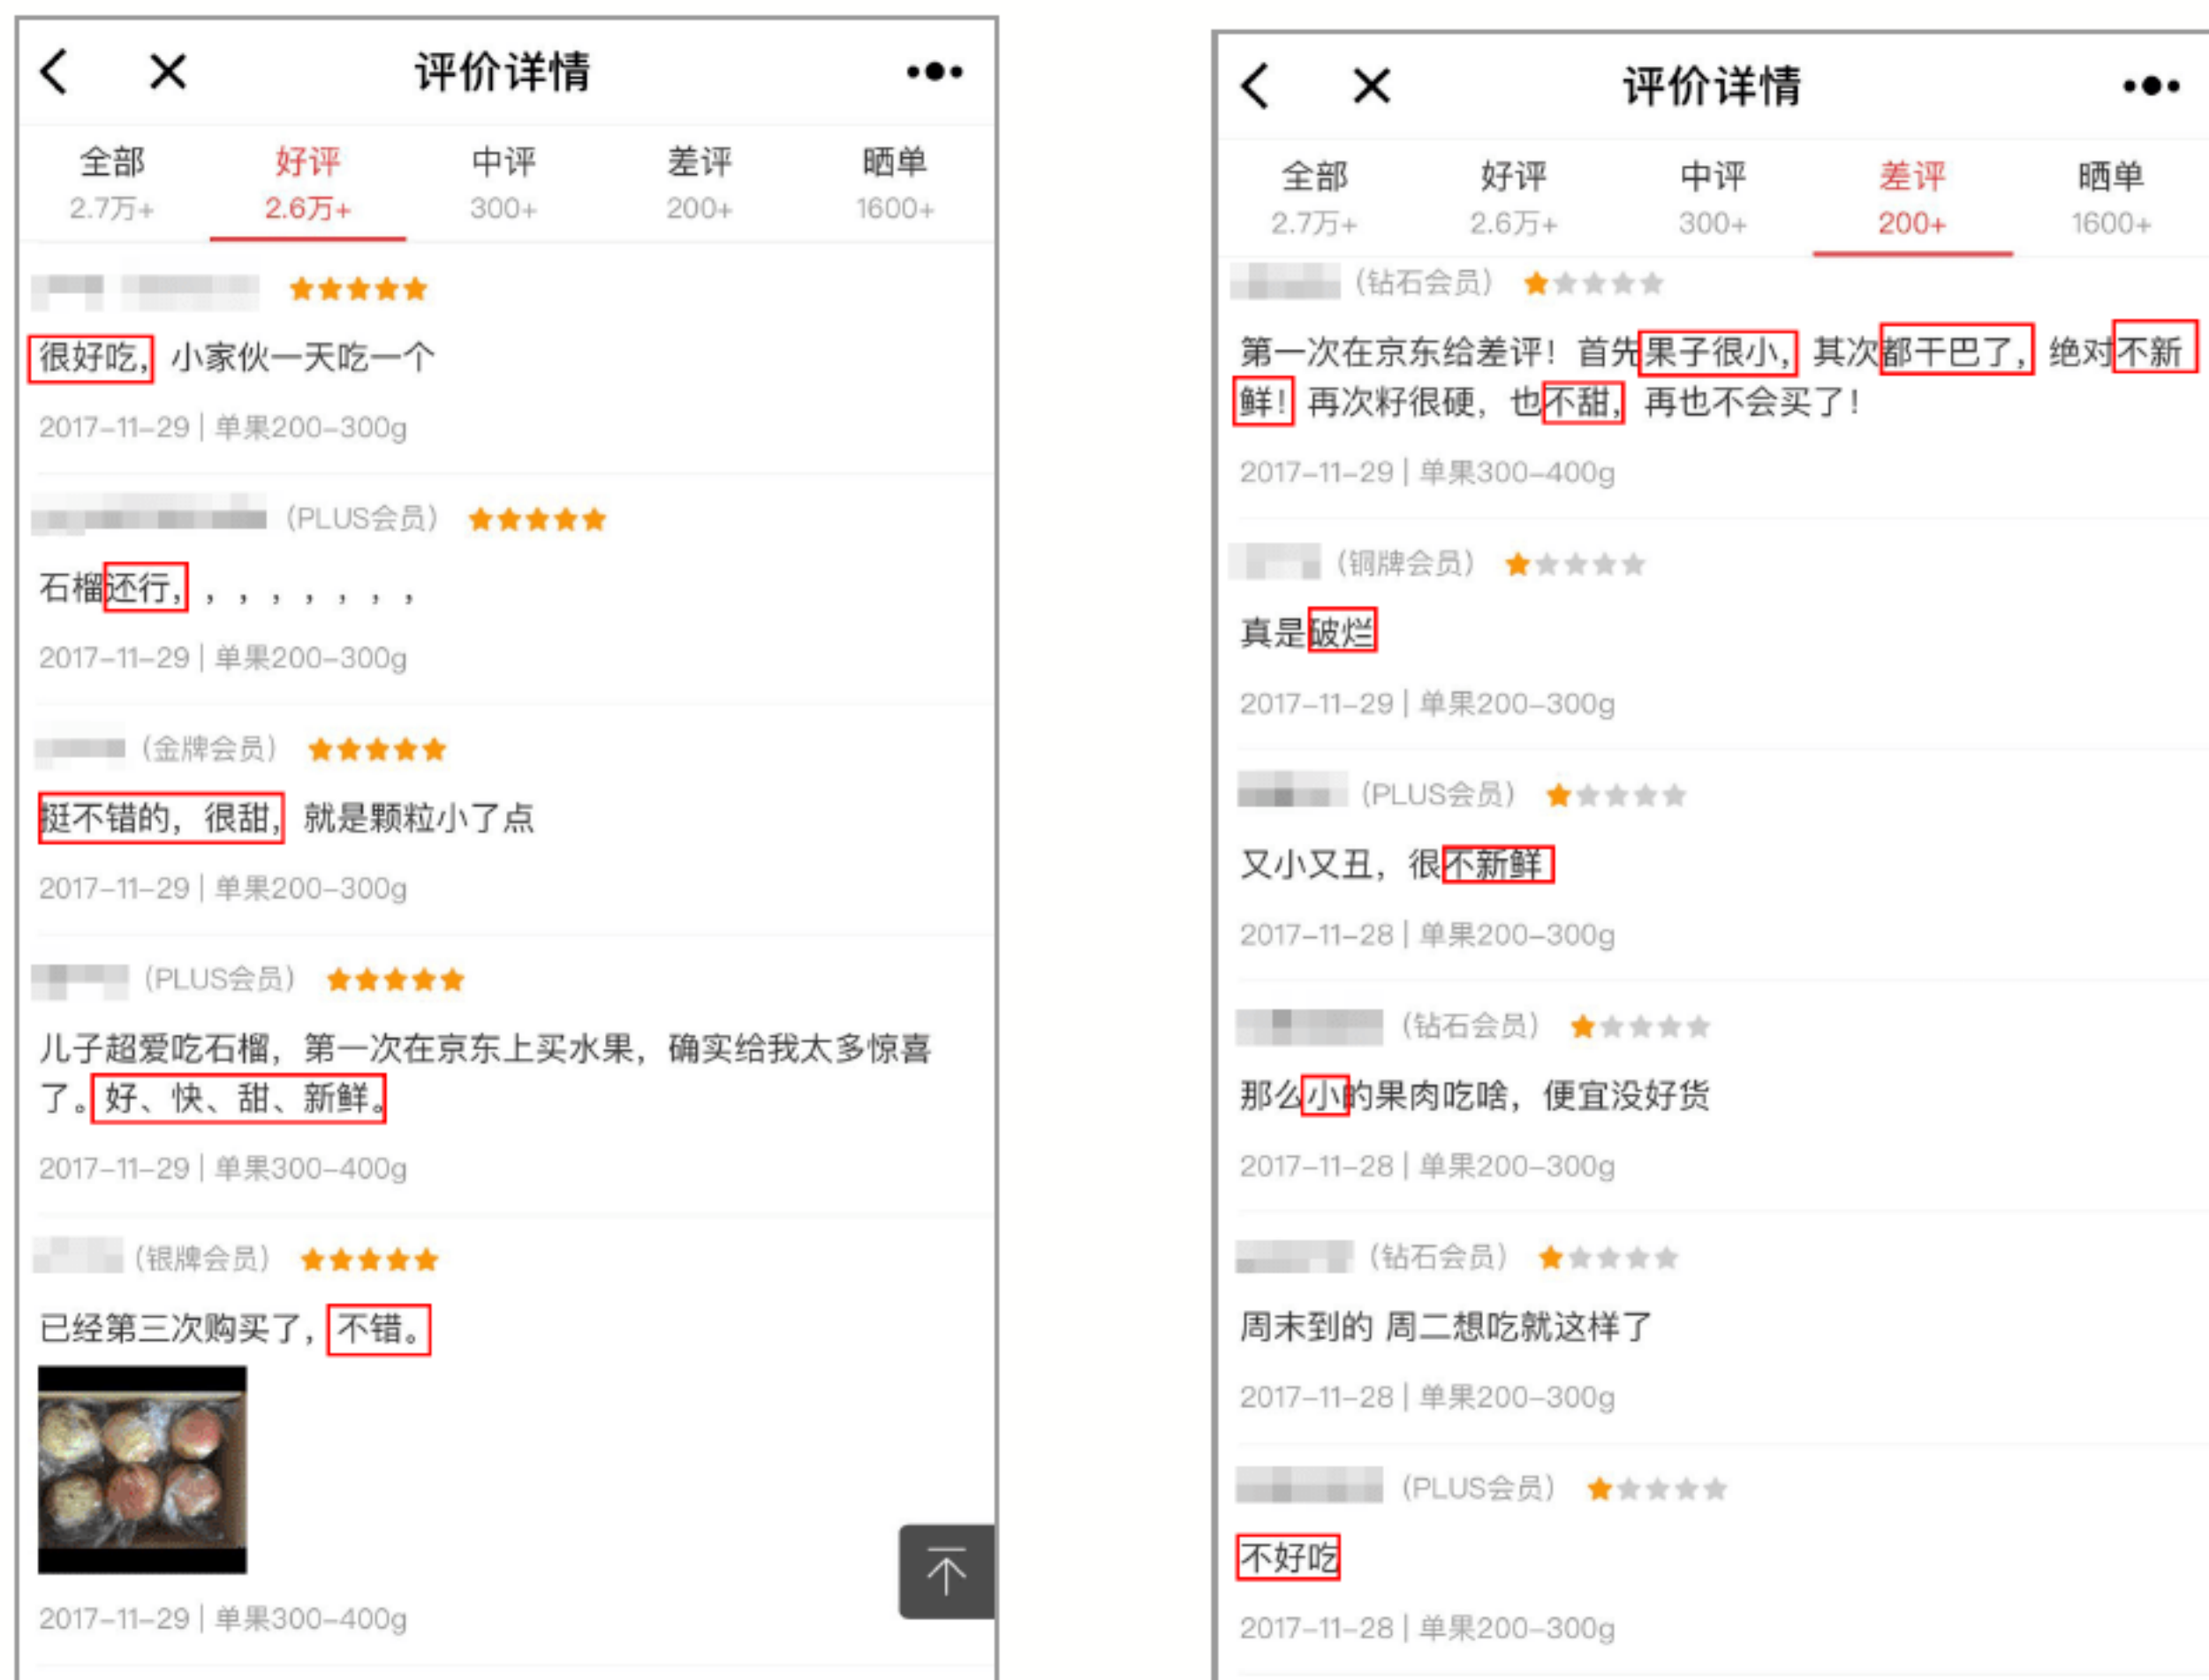 评价详情
全部 好评 中评 差评 晒单
2.7万+ 2.6万+ 300+ 200+ 1600+
很好吃，小家伙一天吃一个
2017-11-29 | 单果200-300g
(PLUS会员)
石榴还行，，，，，，，，
2017-11-29 | 单果200-300g
(金牌会员)
挺不错的，很甜，就是颗粒小了点
2017-11-29 | 单果200-300g
(PLUS会员)
儿子超爱吃石榴，第一次在京东上买水果，确实给我太多惊喜
了。好、快、甜、新鲜。
2017-11-29 | 单果300-400g
(银牌会员)
已经第三次购买了，不错。
2017-11-29 | 单果300-400g
评价详情
全部 好评 中评 差评 晒单
2.7万+ 2.6万+ 300+ 200+ 1600+
(钻石会员)
第一次在京东给差评！首先果子很小，其次都干巴了，绝对不新
鲜！再次籽很硬，也不甜，再也不会买了！
2017-11-29 | 单果300-400g
(铜牌会员)
真是破烂
2017-11-29 | 单果200-300g
(PLUS会员)
又小又丑，很不新鲜
2017-11-28 | 单果200-300g
(钻石会员)
那么小的果肉吃啥，便宜没好货
2017-11-28 | 单果200-300g
(钻石会员)
周末到的 周二想吃就这样了
2017-11-28 | 单果200-300g
(PLUS会员)
不好吃
2017-11-28 | 单果200-300g